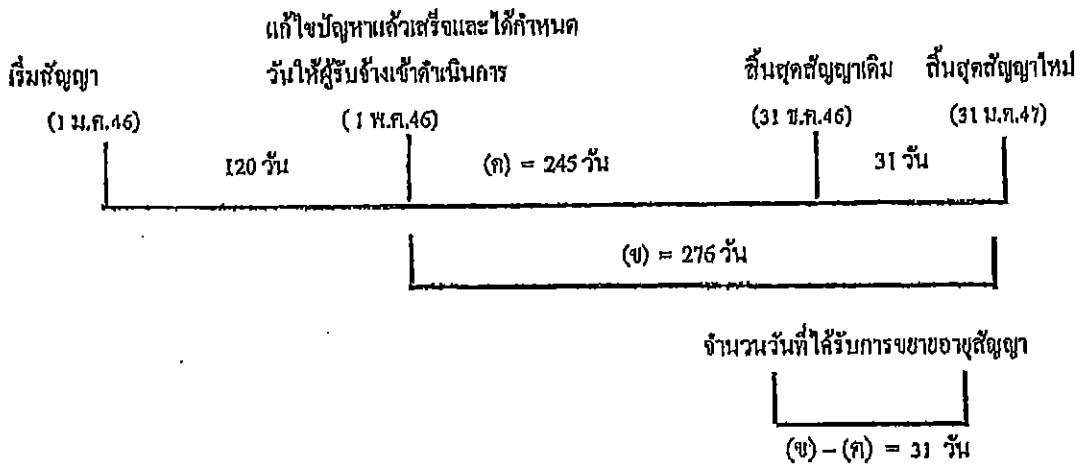 แก้ไขปัญหาแล้วเสร็จและได้กำหนด
วันให้ผู้รับจ้างเข้าดำเนินการ
เริ่มสัญญา
สิ้นสุดสัญญาเดิม
สิ้นสุดสัญญาใหม่
(1 ม.ค.46)
(1 พ.ค.46)
(31 ธ.ค.46)
(31 ม.ค.47)
120 วัน
(ค) = 245 วัน
31 วัน
(ข) = 276 วัน
จำนวนวันที่ได้รับการขยายอายุสัญญา
(ข) – (ค) = 31 วัน